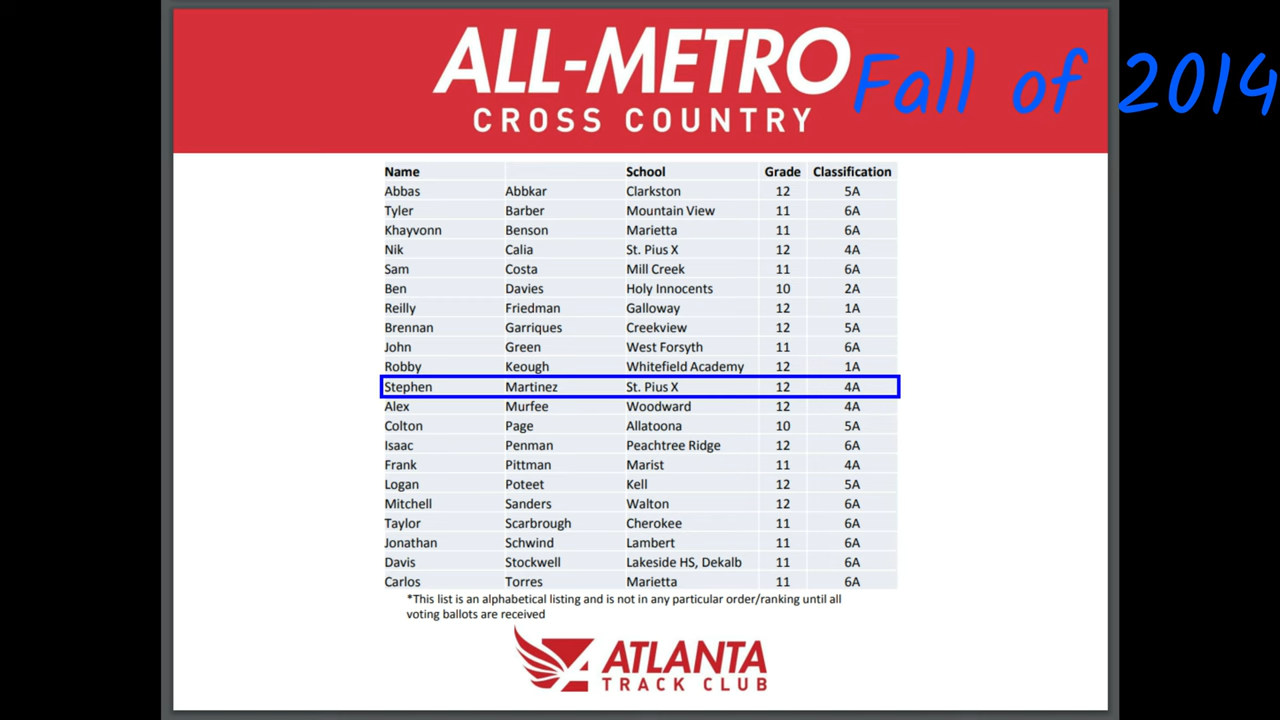 ALL-METRO
CROSS COUNTRY
Fall of 2014
Name School Grade Classification
Abbas Abbkar Clarkston 12 5A
Tyler Barber Mountain View 11 6A
Khayvonn Benson Marietta 11 6A
Nik Calia St. Pius X 12 4A
Sam Costa Mill Creek 11 6A
Ben Davies Holy Innocents 10 2A
Reilly Friedman Galloway 12 1A
Brennan Garriques Creekview 12 5A
John Green West Forsyth 11 6A
Robby Keough Whitefield Academy 12 1A
Stephen Martinez St. Pius X 12 4A
Alex Murfee Woodward 12 4A
Colton Page Allatoona 10 5A
Isaac Penman Peachtree Ridge 12 6A
Frank Pittman Marist 11 4A
Logan Poteet Kell 12 5A
Mitchell Sanders Walton 12 6A
Taylor Scarbrough Cherokee 11 6A
Jonathan Schwind Lambert 11 6A
Davis Stockwell Lakeside HS, Dekalb 11 6A
Carlos Torres Marietta 11 6A
*This list is an alphabetical listing and is not in any particular order/ranking until all
voting ballots are received
ATLANTA
TRACK CLUB